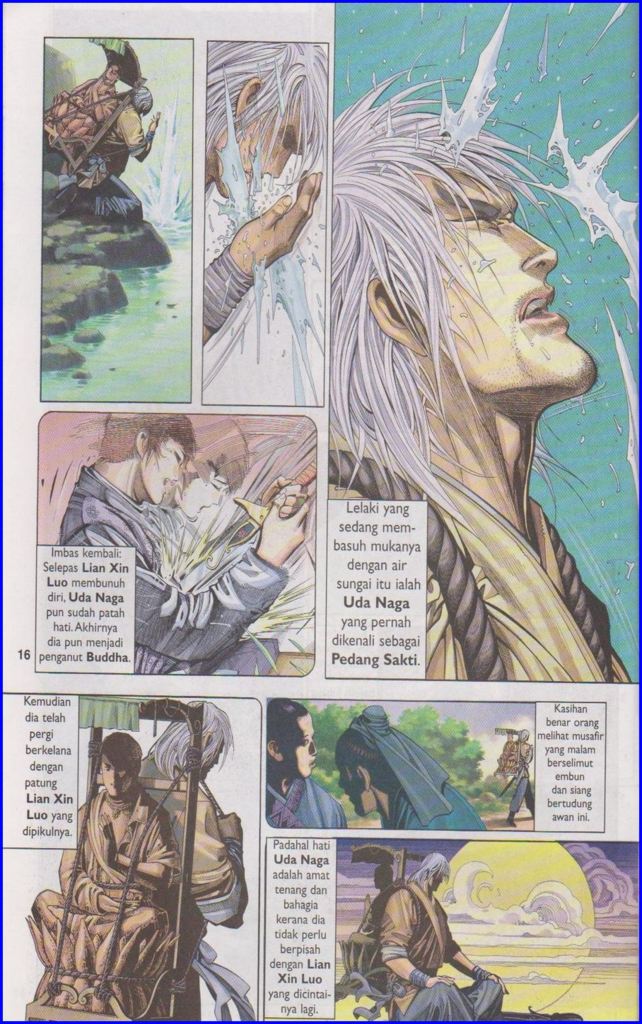 Lelaki yang
sedang mem-
basuh mukanya
dengan air
sungai itu ialah
Uda Naga
yang pernah
dikenali sebagai
Pedang Sakti.
Imbas kembali:
Selepas Lian Xin
Luo membunuh
diri, Uda Naga
pun sudah patah
hati. Akhirnya
dia pun menjadi
penganut Buddha.
16
Kemudian
dia telah
pergi
berkelana
dengan
patung
Lian Xin
Luo yang
dipikulnya.
Kasihan
benar orang
melihat musafir
yang malam
berselimut
embun
dan siang
bertudung
awan ini.
Padahal hati
Uda Naga
adalah amat
tenang dan
bahagia
kerana dia
tidak perlu
berpisah
dengan Lian
Xin Luo
yang dicintai-
nya lagi.